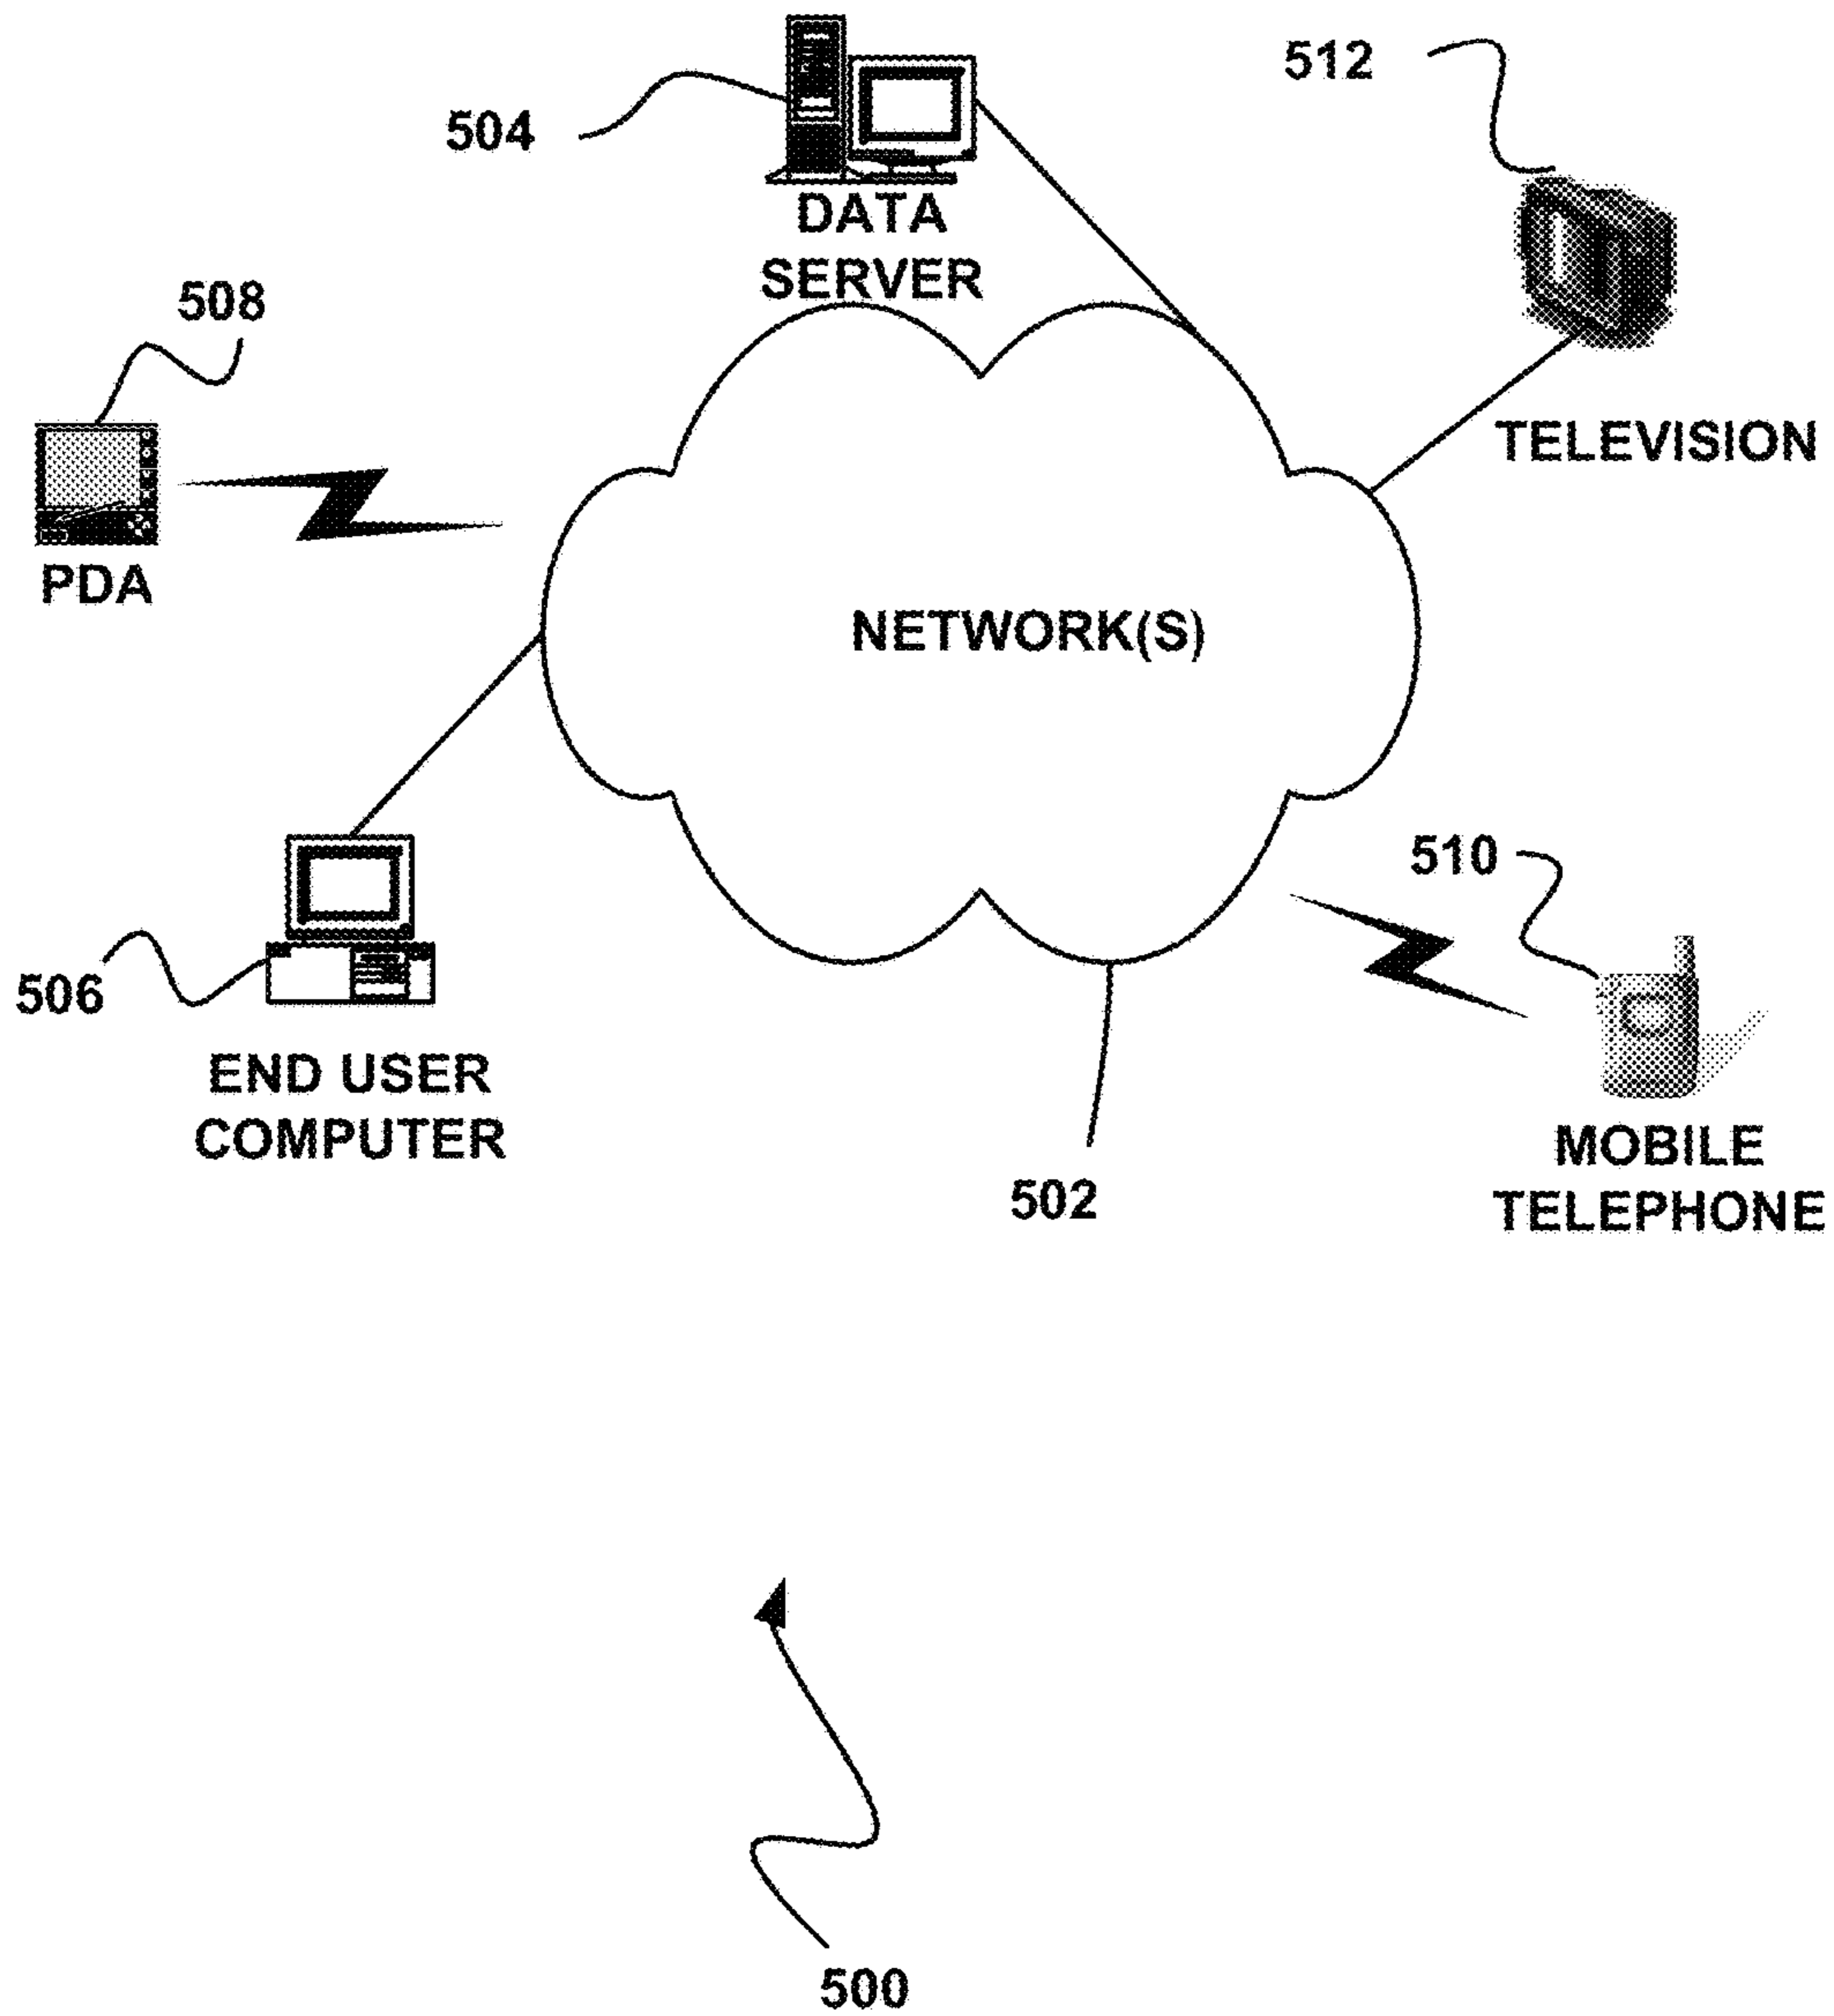 512
504
DATA
SERVER
508
TELEVISION
PDA
NETWORK(S)
510
506
END USER
COMPUTER
MOBILE
TELEPHONE
502
500